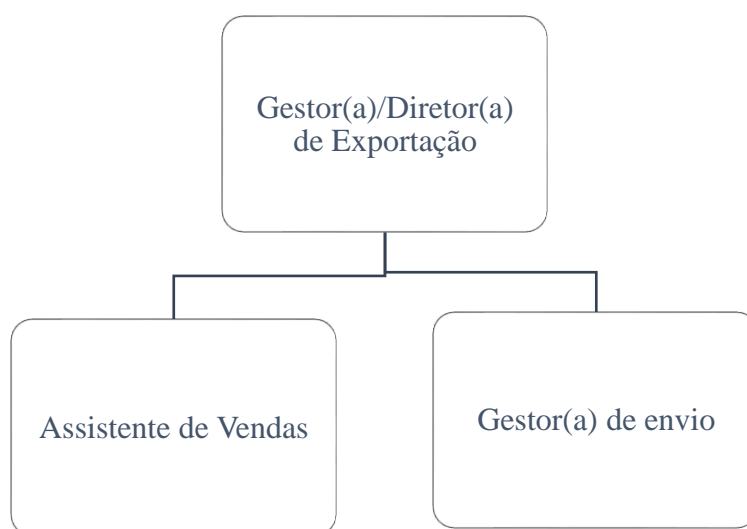 Gestor(a)/Diretor(a)
de Exportação
Assistente de Vendas
Gestor(a) de envio